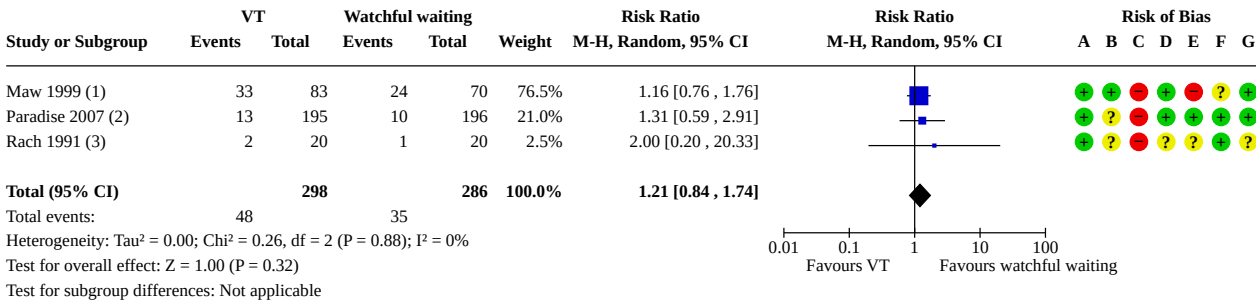 VT Watchful waiting Risk Ratio Risk Ratio Risk of Bias
Study or Subgroup Events Total Events Total Weight M-H, Random, 95% CI M-H, Random, 95% CI A B C D E F G
Maw 1999 (1) 33 83 24 70 76.5% 1.16 [0.76 , 1.76] + + − + − ? +
Paradise 2007 (2) 13 195 10 196 21.0% 1.31 [0.59 , 2.91] + ? − + + + +
Rach 1991 (3) 2 20 1 20 2.5% 2.00 [0.20 , 20.33] + ? − ? ? + ?
Total (95% CI) 298 286 100.0% 1.21 [0.84 , 1.74]
Total events: 48 35
Heterogeneity: Tau² = 0.00; Chi² = 0.26, df = 2 (P = 0.88); I² = 0%
0.01 0.1 1 10 100
Test for overall effect: Z = 1.00 (P = 0.32) Favours VT Favours watchful waiting
Test for subgroup differences: Not applicable